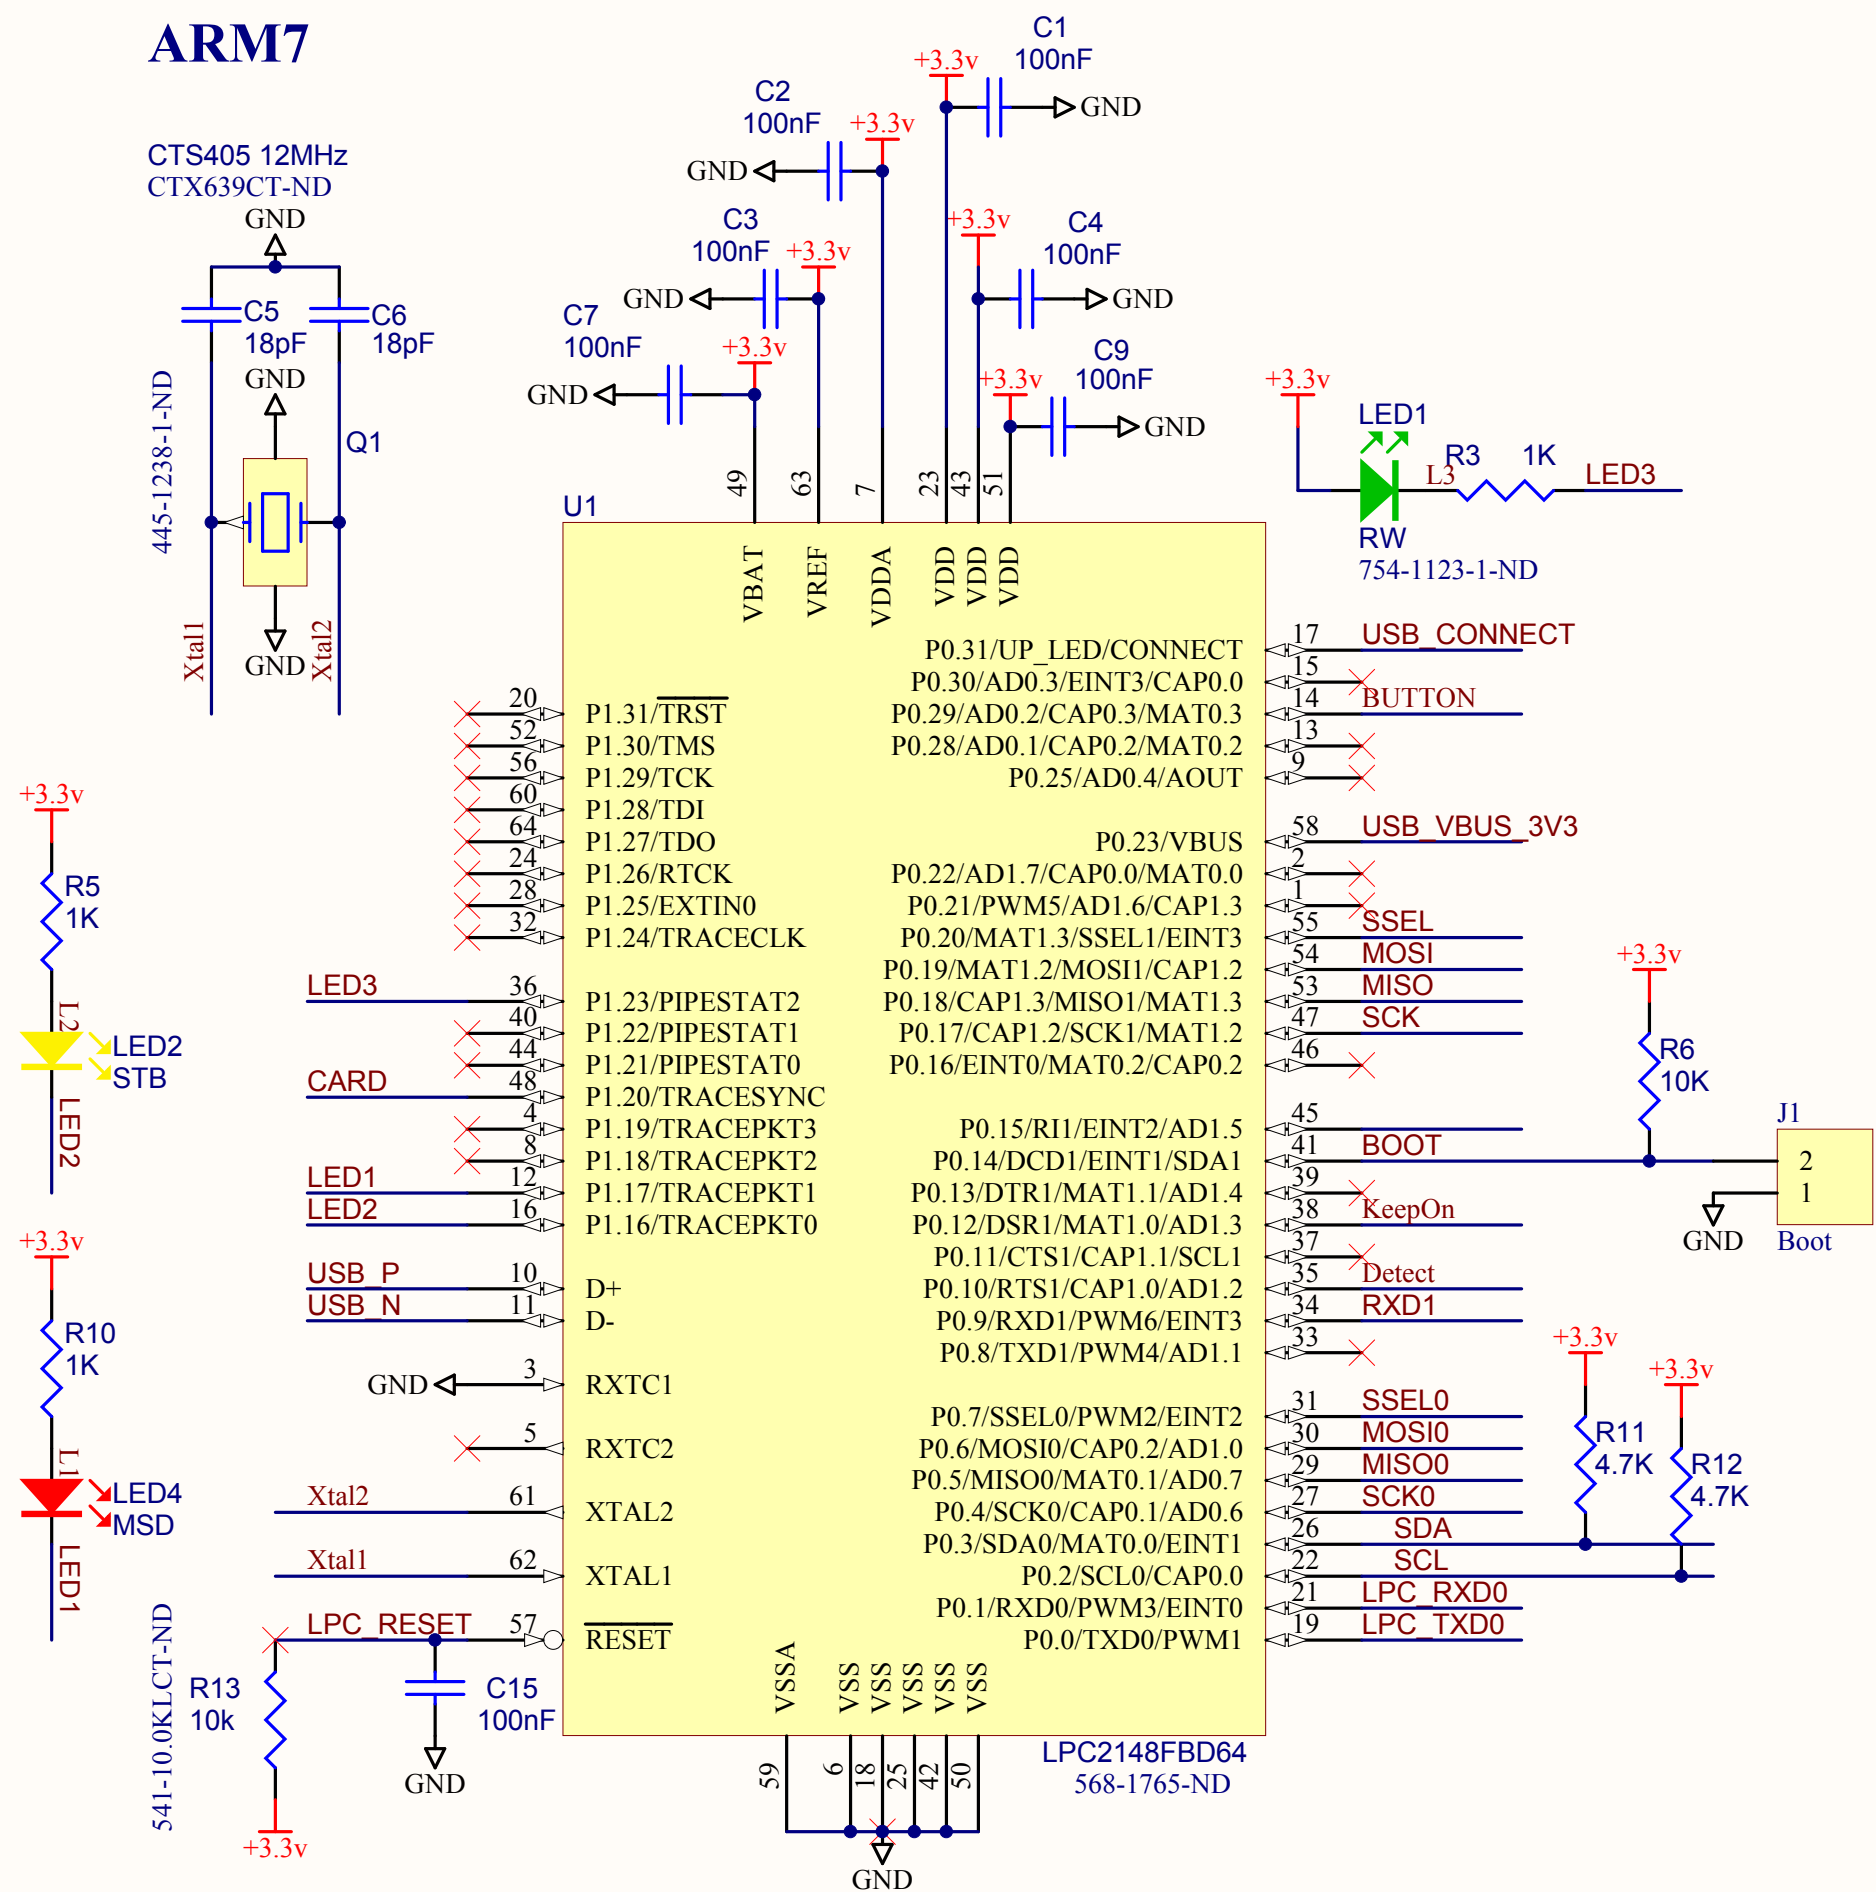 ARM7
CTS405 12MHz
CTX639CT-ND
GND
C5
18pF
C6
18pF
GND
Q1
445-1238-1-ND
GND
Xtal1
Xtal2
C1
100nF
+3.3v
GND
C2
100nF
+3.3v
GND
C3
100nF
+3.3v
GND
C4
100nF
+3.3v
GND
C7
100nF
+3.3v
GND
C9
100nF
+3.3v
GND
+3.3v
LED1
L3
R3 1K
LED3
RW
754-1123-1-ND
U1
49 63 7 23 43 51
VBAT VREF VDDA VDD VDD VDD
20 P1.31/TRST
52 P1.30/TMS
56 P1.29/TCK
60 P1.28/TDI
64 P1.27/TDO
24 P1.26/RTCK
28 P1.25/EXTIN0
32 P1.24/TRACECLK
LED3 36 P1.23/PIPESTAT2
40 P1.22/PIPESTAT1
44 P1.21/PIPESTAT0
CARD 48 P1.20/TRACESYNC
4 P1.19/TRACEPKT3
8 P1.18/TRACEPKT2
LED1 12 P1.17/TRACEPKT1
LED2 16 P1.16/TRACEPKT0
USB_P 10 D+
USB_N 11 D-
GND 3 RXTC1
5 RXTC2
Xtal2 61 XTAL2
Xtal1 62 XTAL1
LPC_RESET 57 RESET
P0.31/UP_LED/CONNECT 17 USB_CONNECT
P0.30/AD0.3/EINT3/CAP0.0 15
P0.29/AD0.2/CAP0.3/MAT0.3 14 BUTTON
P0.28/AD0.1/CAP0.2/MAT0.2 13
P0.25/AD0.4/AOUT 9
P0.23/VBUS 58 USB_VBUS_3V3
P0.22/AD1.7/CAP0.0/MAT0.0 2
P0.21/PWM5/AD1.6/CAP1.3 1
P0.20/MAT1.3/SSEL1/EINT3 55 SSEL
P0.19/MAT1.2/MOSI1/CAP1.2 54 MOSI
P0.18/CAP1.3/MISO1/MAT1.3 53 MISO
P0.17/CAP1.2/SCK1/MAT1.2 47 SCK
P0.16/EINT0/MAT0.2/CAP0.2 46
P0.15/RI1/EINT2/AD1.5 45
P0.14/DCD1/EINT1/SDA1 41 BOOT
P0.13/DTR1/MAT1.1/AD1.4 39
P0.12/DSR1/MAT1.0/AD1.3 38 KeepOn
P0.11/CTS1/CAP1.1/SCL1 37
P0.10/RTS1/CAP1.0/AD1.2 35 Detect
P0.9/RXD1/PWM6/EINT3 34 RXD1
P0.8/TXD1/PWM4/AD1.1 33
P0.7/SSEL0/PWM2/EINT2 31 SSEL0
P0.6/MOSI0/CAP0.2/AD1.0 30 MOSI0
P0.5/MISO0/MAT0.1/AD0.7 29 MISO0
P0.4/SCK0/CAP0.1/AD0.6 27 SCK0
P0.3/SDA0/MAT0.0/EINT1 26 SDA
P0.2/SCL0/CAP0.0 22 SCL
P0.1/RXD0/PWM3/EINT0 21 LPC_RXD0
P0.0/TXD0/PWM1 19 LPC_TXD0
VSSA VSS VSS VSS VSS VSS
59 6 18 25 42 50
GND
LPC2148FBD64
568-1765-ND
+3.3v
R5
1K
L2
LED2
STB
LED2
+3.3v
R10
1K
L1
LED4
MSD
LED1
541-10.0KLCT-ND
R13
10k
+3.3v
C15
100nF
GND
+3.3v
R6
10K
J1
2
1
GND
Boot
+3.3v
R11
4.7K
+3.3v
R12
4.7K